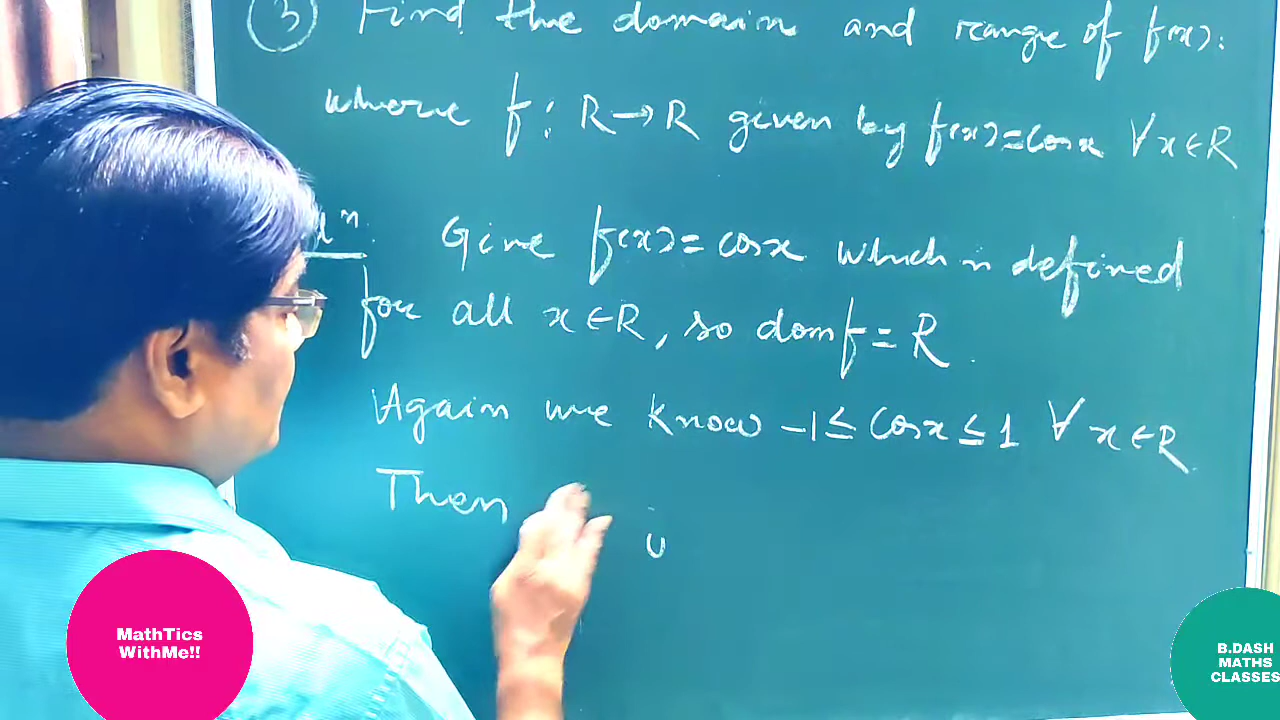 ③ Find the domain and range of f(x).
where f: R→R given by f(x)=cosx ∀x∈R
Give f(x)=cosx which is defined
for all x∈R, so domf=R.
Again we know -1≤cosx≤1 ∀ x∈R
Then
MathTics
WithMe!!
B.DASH
MATHS
CLASSES